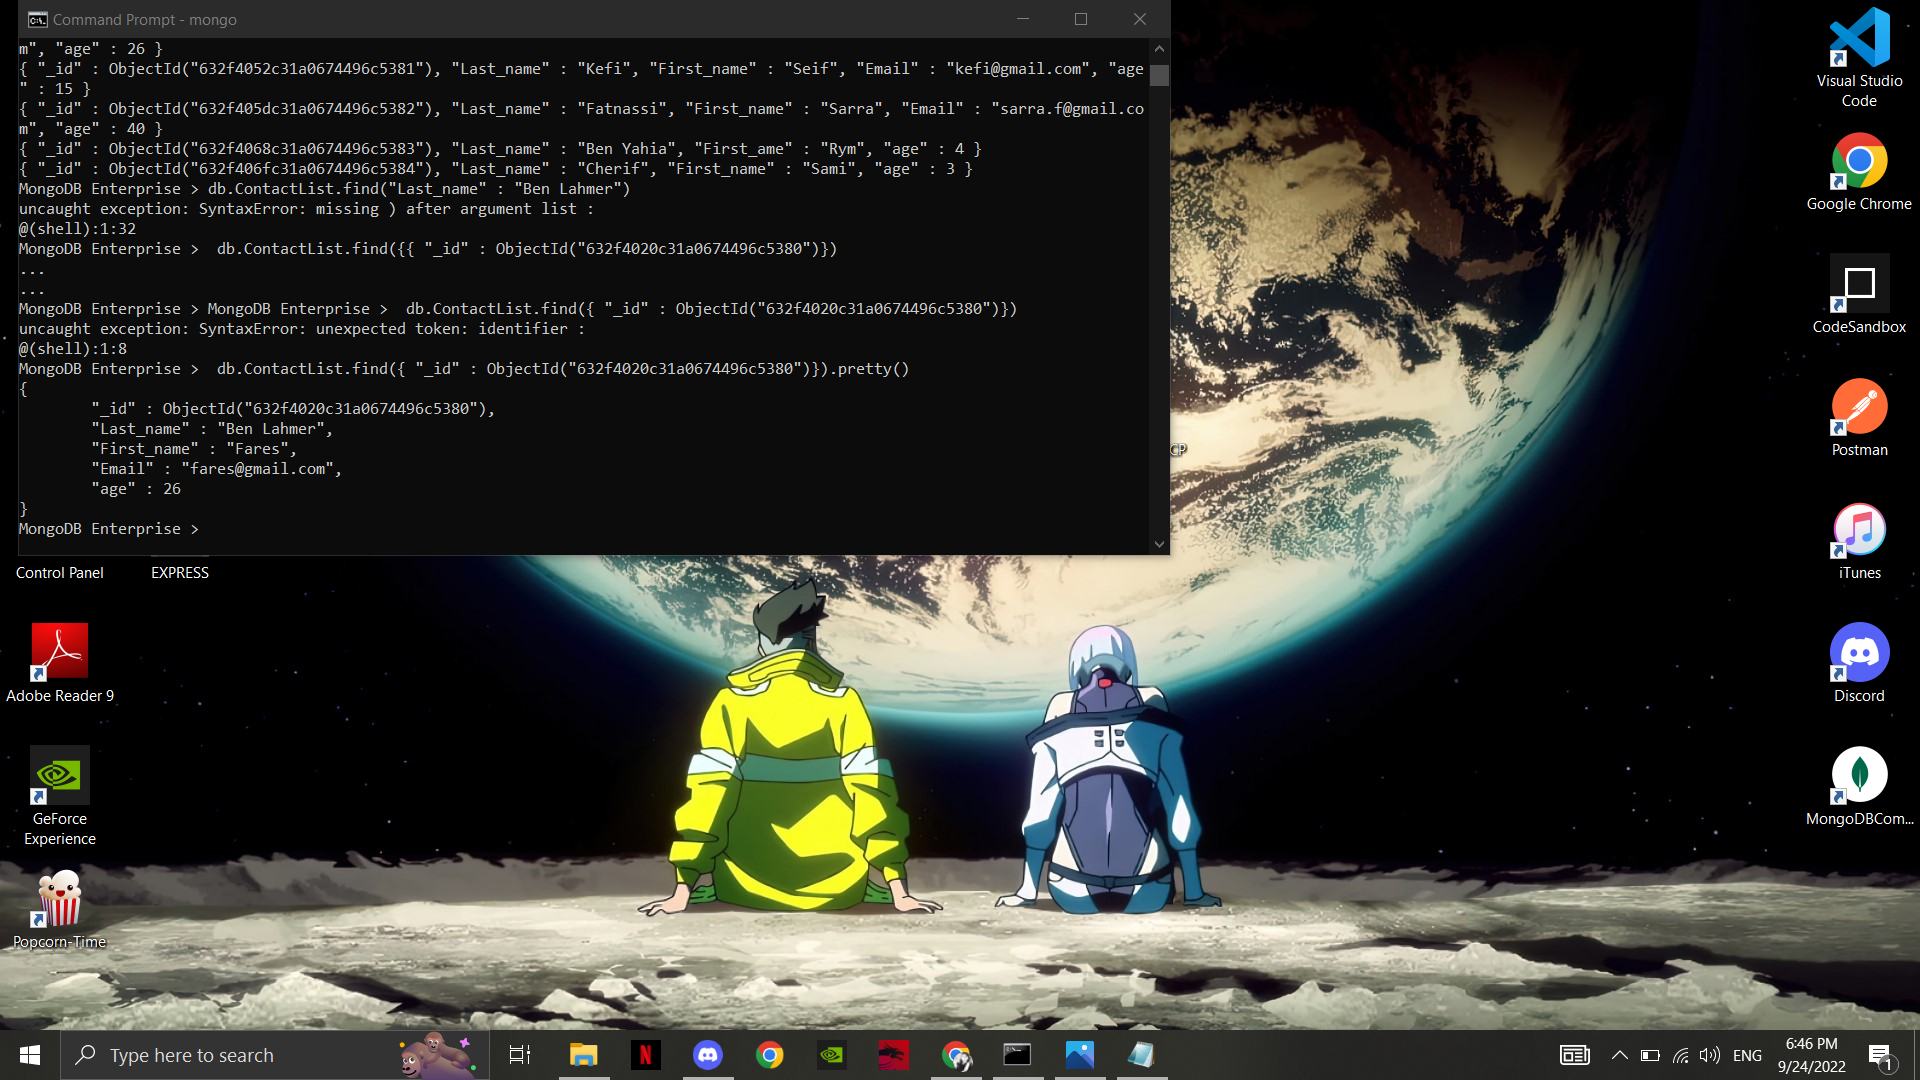 Command Prompt - mongo
m", "age" : 26 }
{ "_id" : ObjectId("632f4052c31a0674496c5381"), "Last_name" : "Kefi", "First_name" : "Seif", "Email" : "kefi@gmail.com", "age
" : 15 }
{ "_id" : ObjectId("632f405dc31a0674496c5382"), "Last_name" : "Fatnassi", "First_name" : "Sarra", "Email" : "sarra.f@gmail.co
m", "age" : 40 }
{ "_id" : ObjectId("632f4068c31a0674496c5383"), "Last_name" : "Ben Yahia", "First_ame" : "Rym", "age" : 4 }
{ "_id" : ObjectId("632f406fc31a0674496c5384"), "Last_name" : "Cherif", "First_name" : "Sami", "age" : 3 }
MongoDB Enterprise > db.ContactList.find("Last_name" : "Ben Lahmer")
uncaught exception: SyntaxError: missing ) after argument list :
@(shell):1:32
MongoDB Enterprise >  db.ContactList.find({{ "_id" : ObjectId("632f4020c31a0674496c5380")})
...
...
MongoDB Enterprise > MongoDB Enterprise >  db.ContactList.find({ "_id" : ObjectId("632f4020c31a0674496c5380")})
uncaught exception: SyntaxError: unexpected token: identifier :
@(shell):1:8
MongoDB Enterprise >  db.ContactList.find({ "_id" : ObjectId("632f4020c31a0674496c5380")}).pretty()
{
        "_id" : ObjectId("632f4020c31a0674496c5380"),
        "Last_name" : "Ben Lahmer",
        "First_name" : "Fares",
        "Email" : "fares@gmail.com",
        "age" : 26
}
MongoDB Enterprise >
CP
Control Panel
EXPRESS
Adobe Reader 9
GeForce
Experience
Popcorn-Time
Visual Studio
Code
Google Chrome
CodeSandbox
Postman
iTunes
Discord
MongoDBCom...
Type here to search
N
ENG
6:46 PM
9/24/2022
1